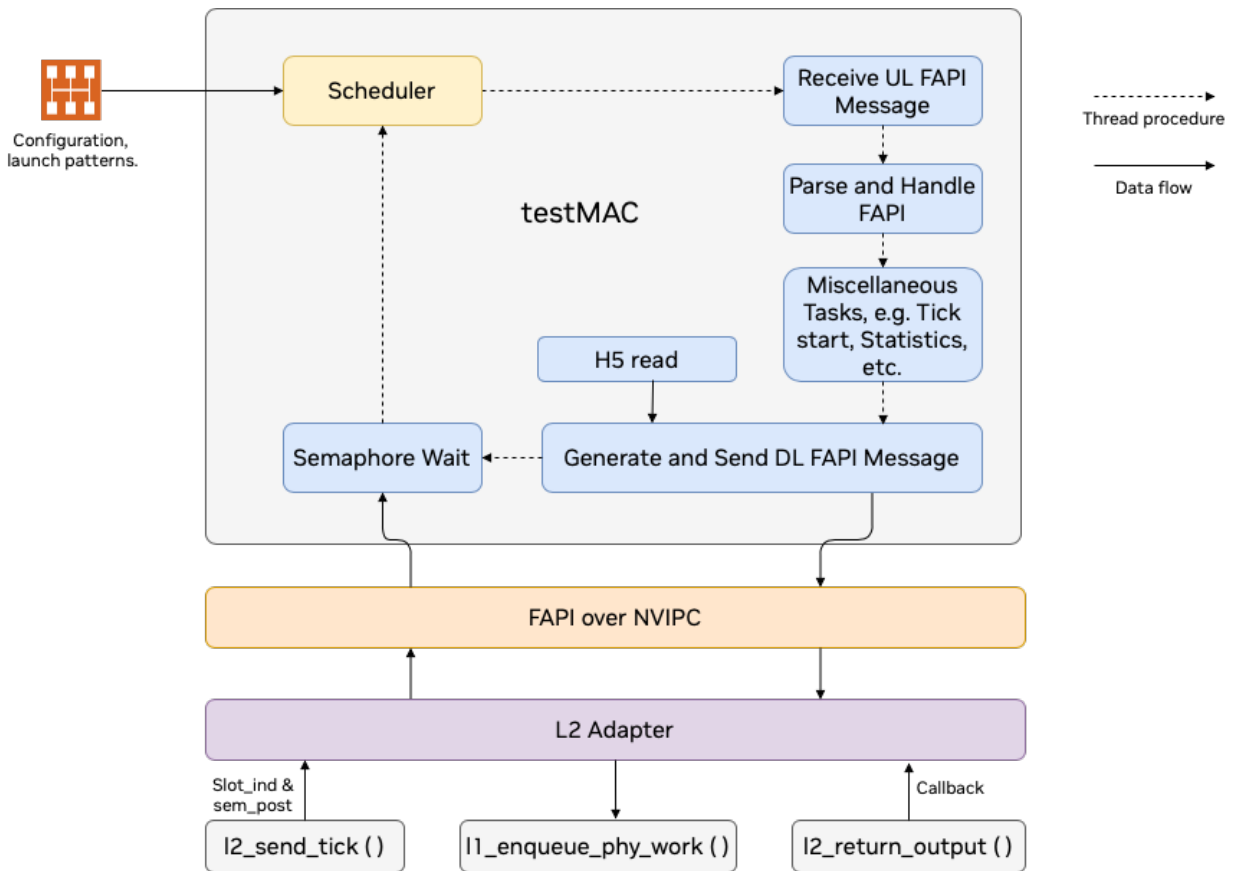 Scheduler
Receive UL FAPI
Message
Configuration,
launch patterns.
Thread procedure
Data flow
Parse and Handle
FAPI
testMAC
Miscellaneous
Tasks, e.g. Tick
start, Statistics,
etc.
H5 read
Semaphore Wait
Generate and Send DL FAPI Message
FAPI over NVIPC
L2 Adapter
Slot_ind &
sem_post
Callback
l2_send_tick ( )
l1_enqueue_phy_work ( )
l2_return_output ( )